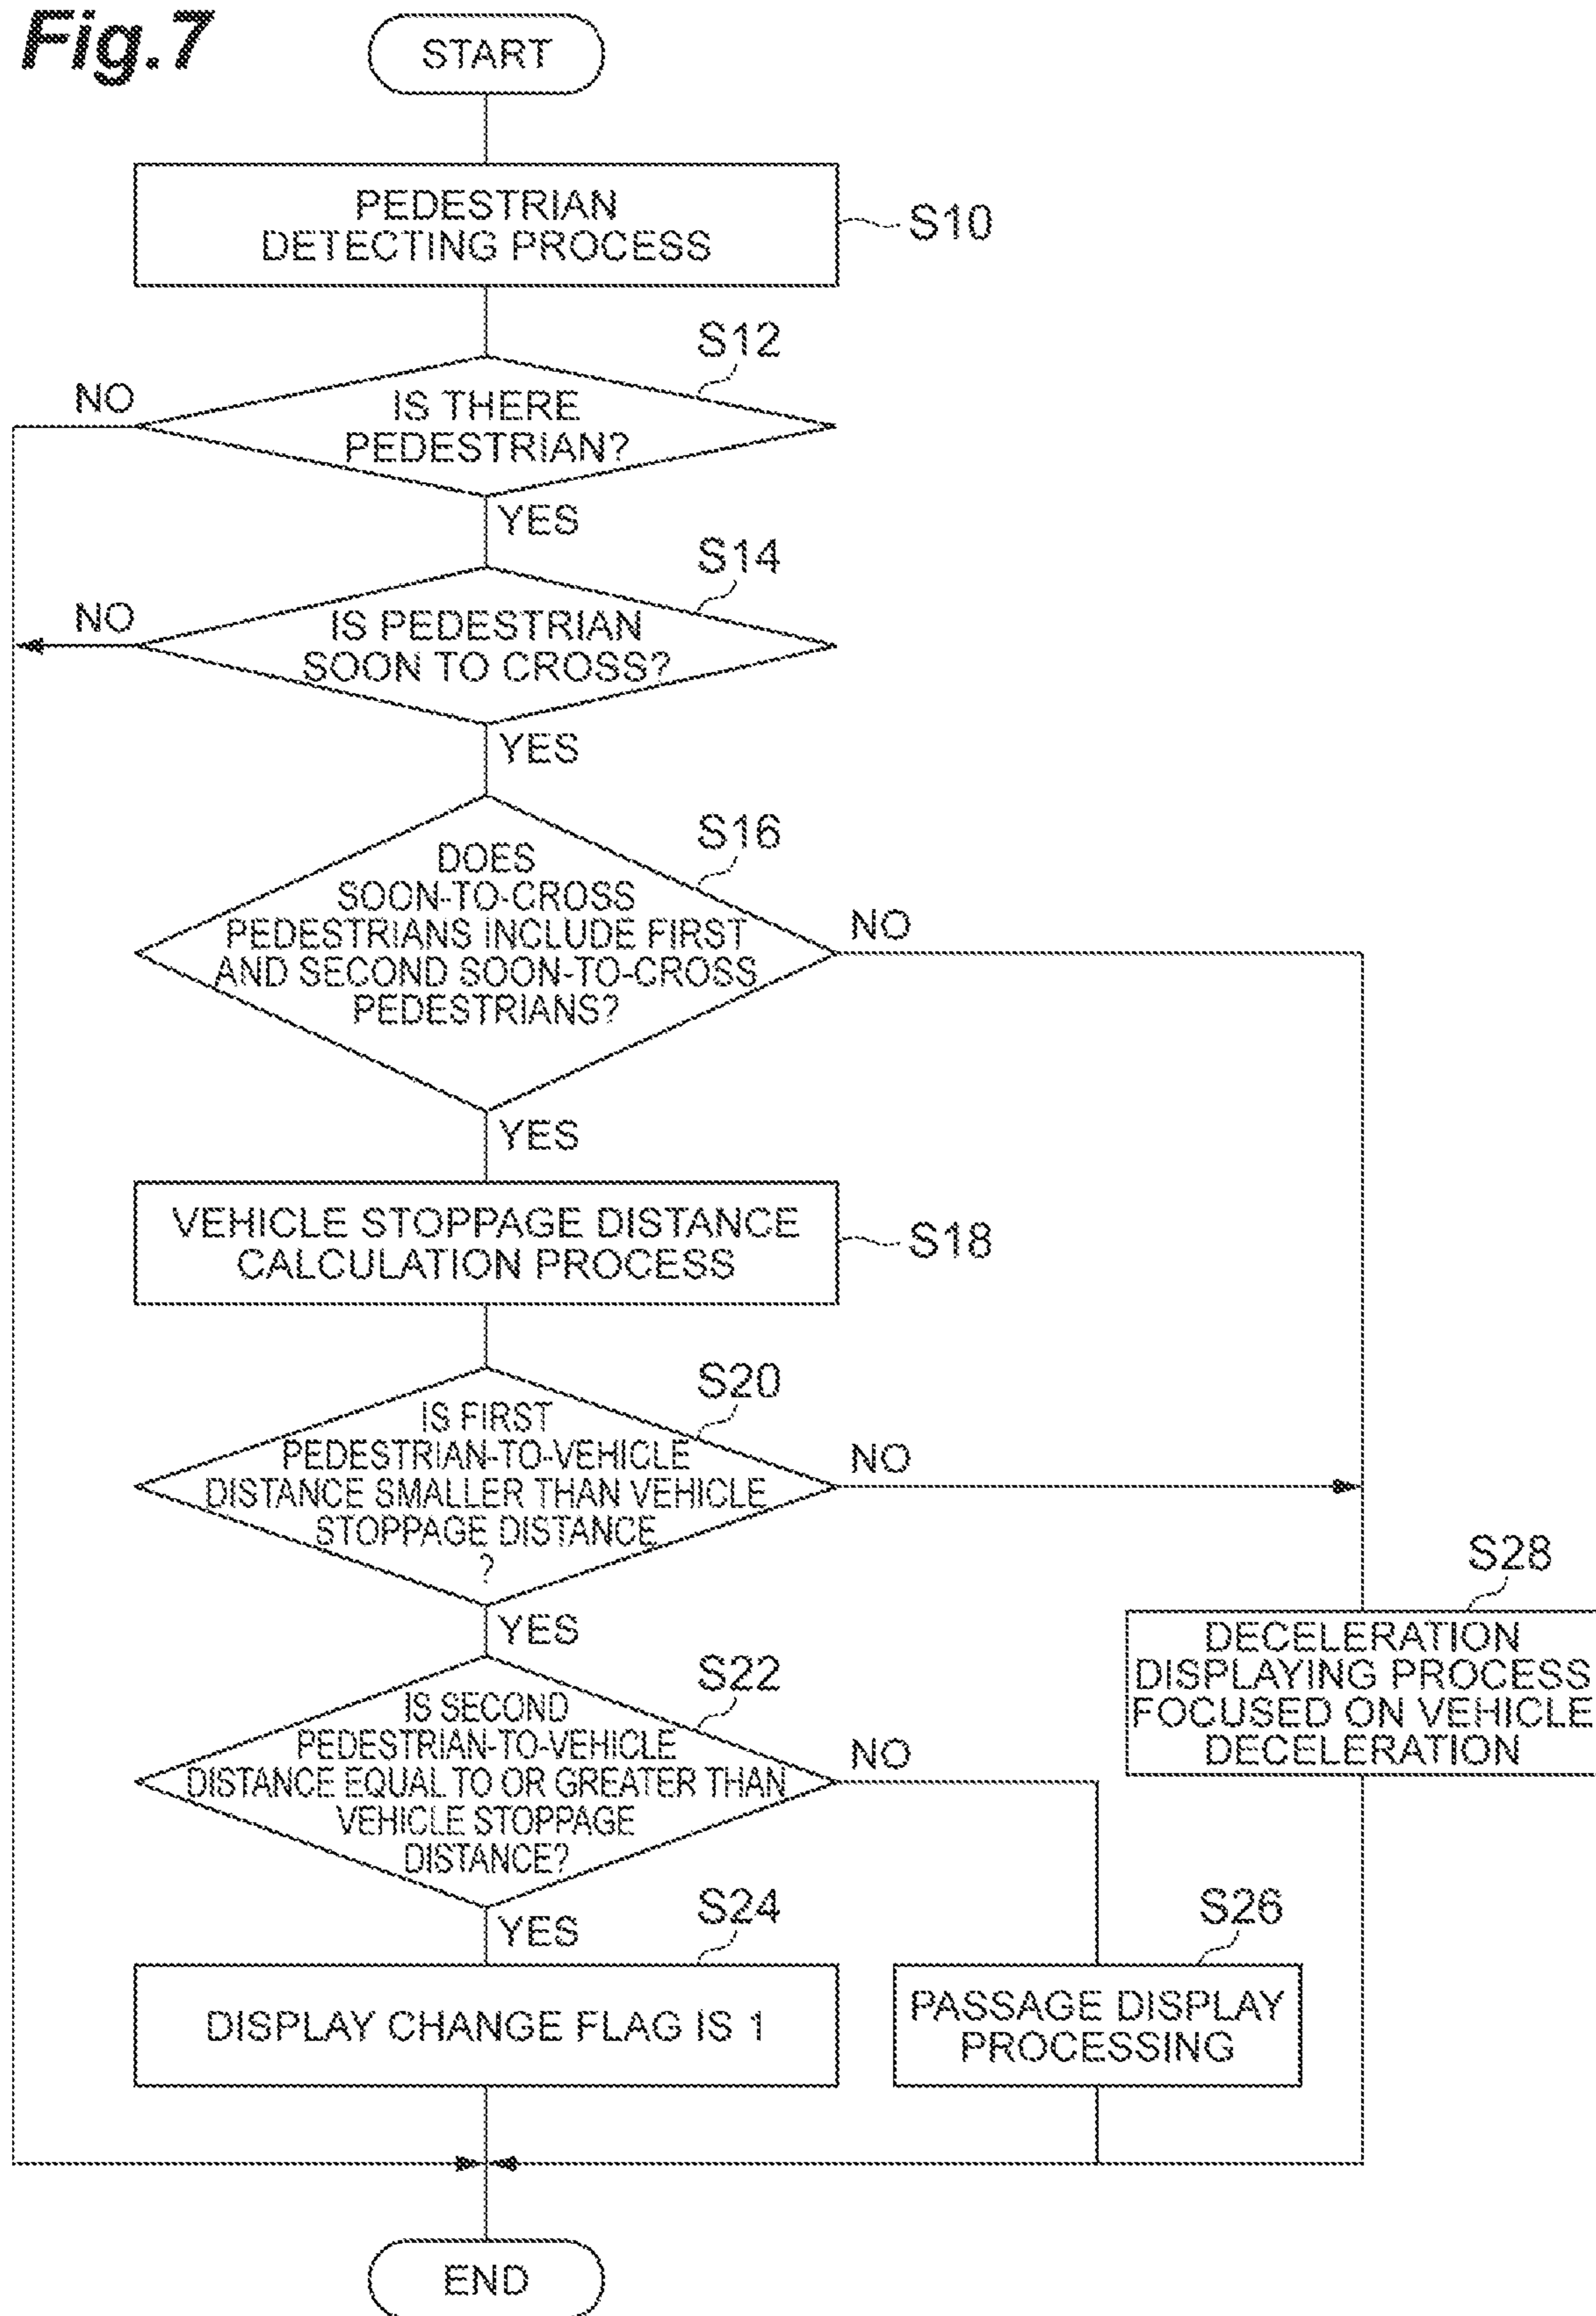 Fig.7
START
PEDESTRIAN
DETECTING PROCESS
S10
S12
NO
IS THERE
PEDESTRIAN?
YES
S14
NO
IS PEDESTRIAN
SOON TO CROSS?
YES
S16
DOES
SOON-TO-CROSS
PEDESTRIANS INCLUDE FIRST
AND SECOND SOON-TO-CROSS
PEDESTRIANS?
NO
YES
VEHICLE STOPPAGE DISTANCE
CALCULATION PROCESS
S18
S20
IS FIRST
PEDESTRIAN-TO-VEHICLE
DISTANCE SMALLER THAN VEHICLE
STOPPAGE DISTANCE
?
NO
YES
S28
DECELERATION
DISPLAYING PROCESS
FOCUSED ON VEHICLE
DECELERATION
S22
IS SECOND
PEDESTRIAN-TO-VEHICLE
DISTANCE EQUAL TO OR GREATER THAN
VEHICLE STOPPAGE
DISTANCE?
NO
YES
S24
DISPLAY CHANGE FLAG IS 1
S26
PASSAGE DISPLAY
PROCESSING
END